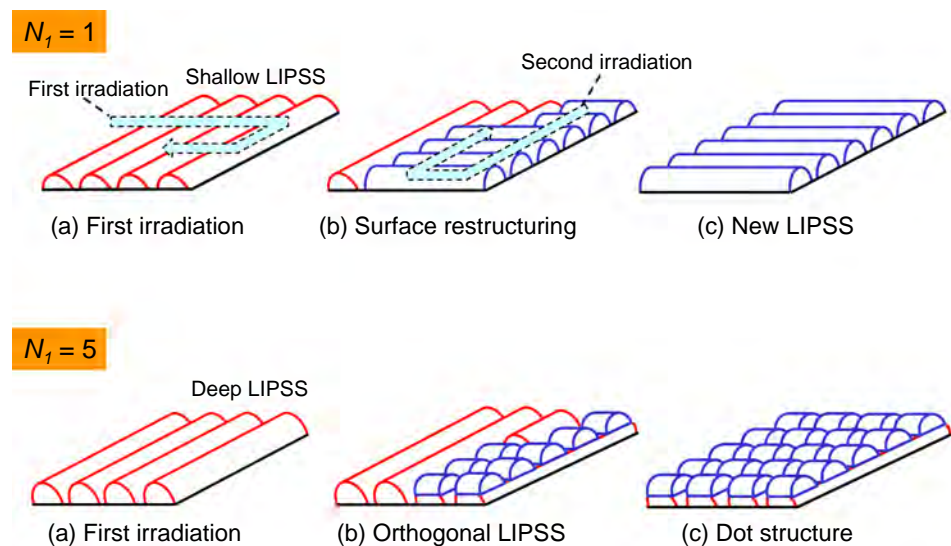 N₁ = 1
Shallow LIPSS
First irradiation
Second irradiation
(a) First irradiation
(b) Surface restructuring
(c) New LIPSS
N₁ = 5
Deep LIPSS
(a) First irradiation
(b) Orthogonal LIPSS
(c) Dot structure